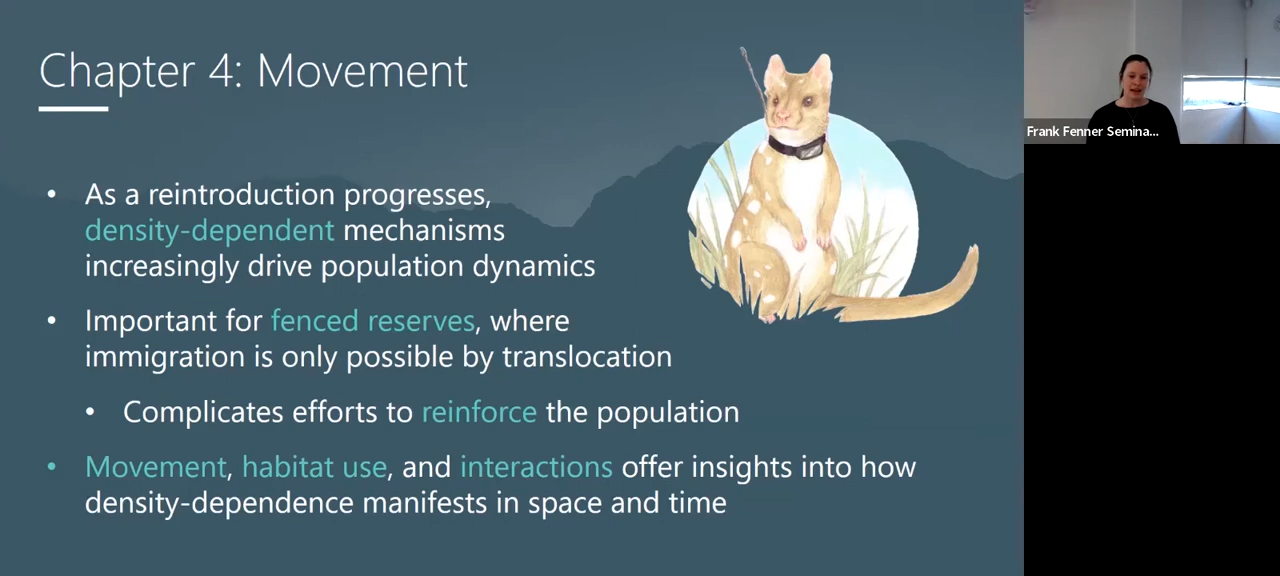 Chapter 4: Movement
• As a reintroduction progresses,
density-dependent mechanisms
increasingly drive population dynamics
• Important for fenced reserves, where
immigration is only possible by translocation
• Complicates efforts to reinforce the population
• Movement, habitat use, and interactions offer insights into how
density-dependence manifests in space and time
Frank Fenner Semina...